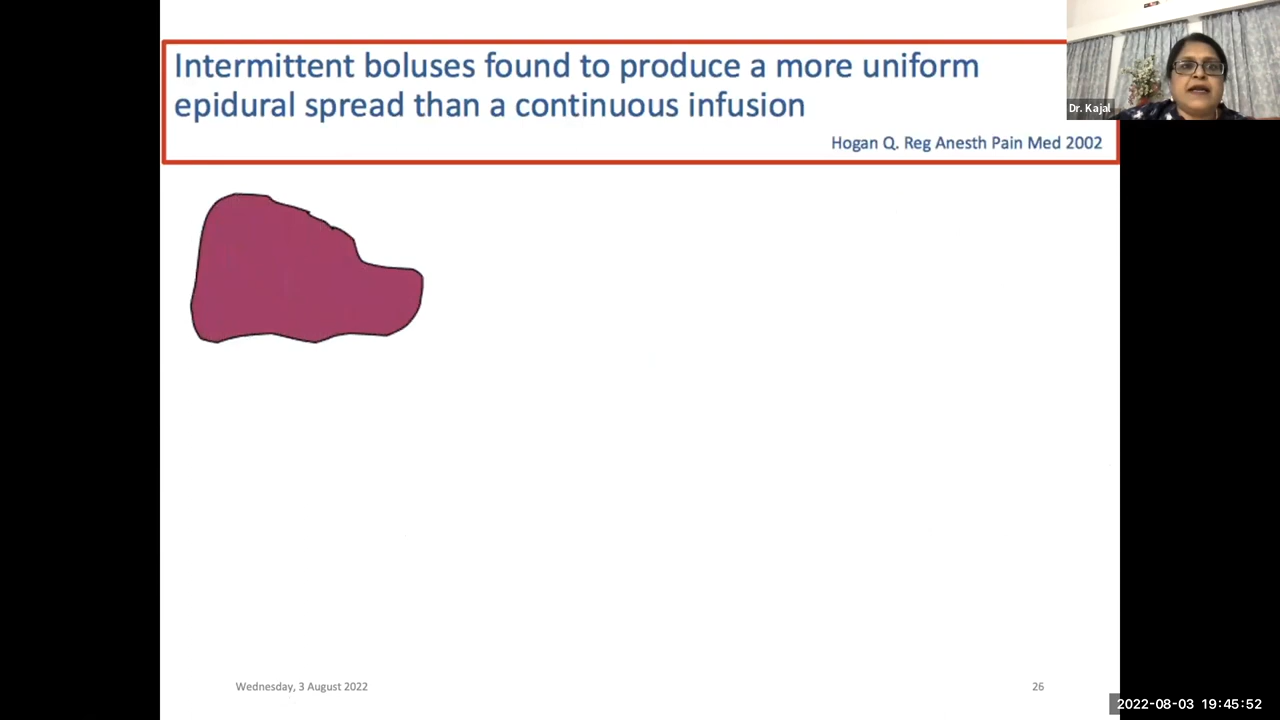 Intermittent boluses found to produce a more uniform
epidural spread than a continuous infusion
Hogan Q. Reg Anesth Pain Med 2002
Dr. Kajal
Wednesday, 3 August 2022
26
2022-08-03 19:45:52